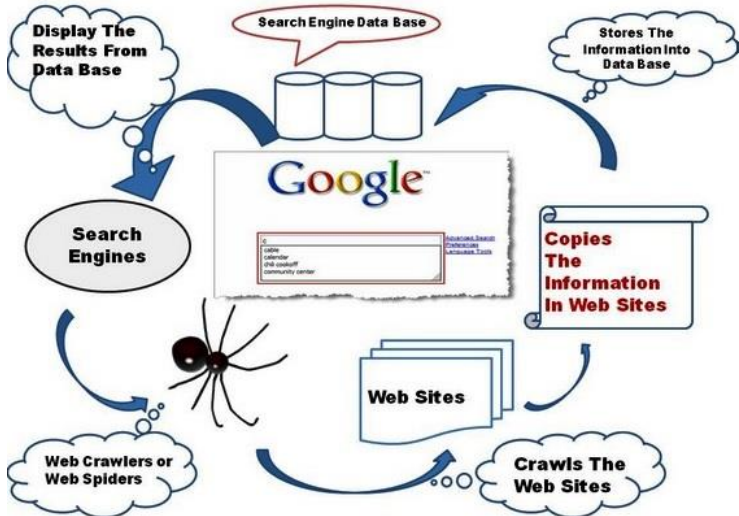 Display The
Results From
Data Base
Search Engine Data Base
Stores The
Information Into
Data Base
Google™
c
cable
calendar
chili cookoff
community center
Advanced Search
Preferences
Language Tools
Search
Engines
Copies
The
Information
In Web Sites
Web Sites
Web Crawlers or
Web Spiders
Crawls The
Web Sites